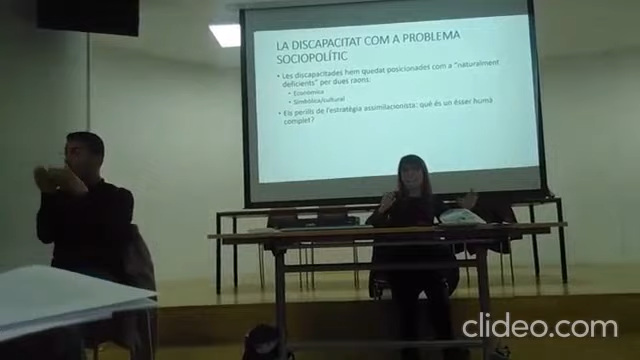 LA DISCAPACITAT COM A PROBLEMA
SOCIOPOLÍTIC
• Les discapacitades hem quedat posicionades com a "naturalment
deficients" per dues raons:
• Econòmica
• Simbòlica/cultural
• Els perills de l'estratègia assimilacionista: què és un ésser humà
complet?
clideo.com